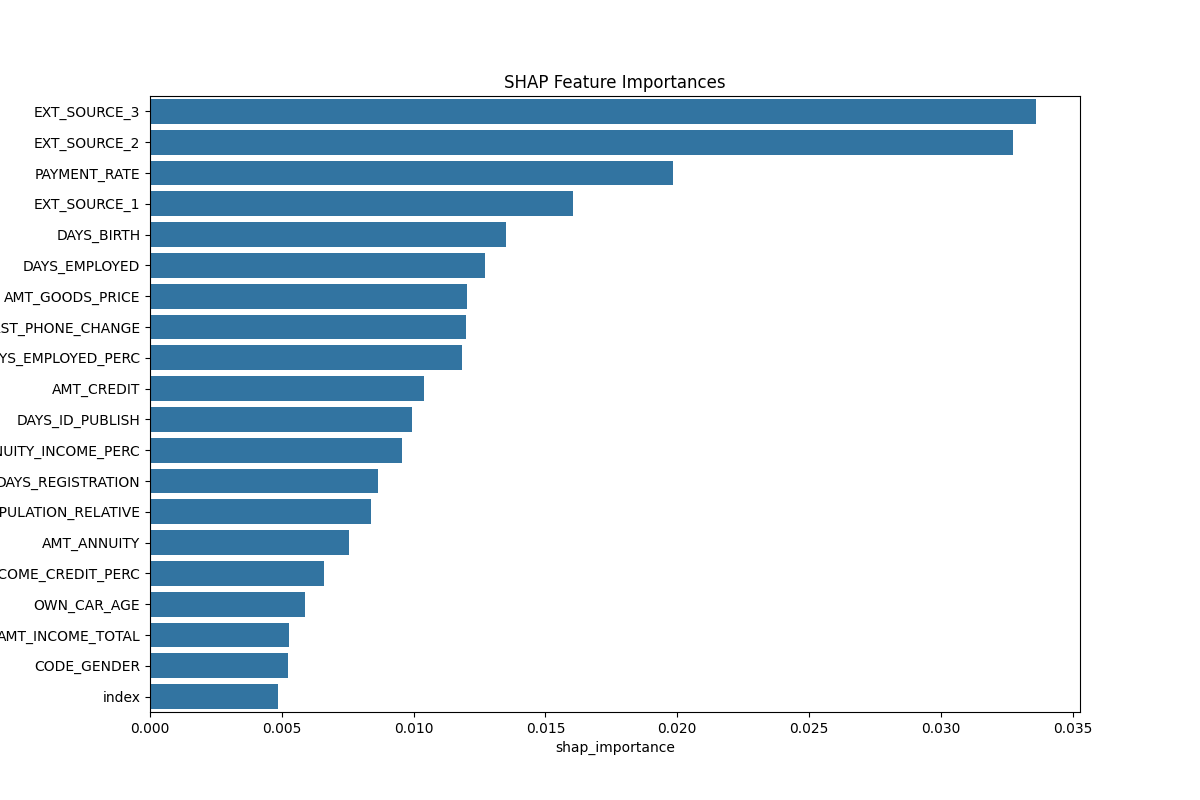 SHAP Feature Importances
EXT_SOURCE_3
EXT_SOURCE_2
PAYMENT_RATE
EXT_SOURCE_1
DAYS_BIRTH
DAYS_EMPLOYED
AMT_GOODS_PRICE
ST_PHONE_CHANGE
YS_EMPLOYED_PERC
AMT_CREDIT
DAYS_ID_PUBLISH
UITY_INCOME_PERC
DAYS_REGISTRATION
PULATION_RELATIVE
AMT_ANNUITY
COME_CREDIT_PERC
OWN_CAR_AGE
AMT_INCOME_TOTAL
CODE_GENDER
index
0.000 0.005 0.010 0.015 0.020 0.025 0.030 0.035
shap_importance